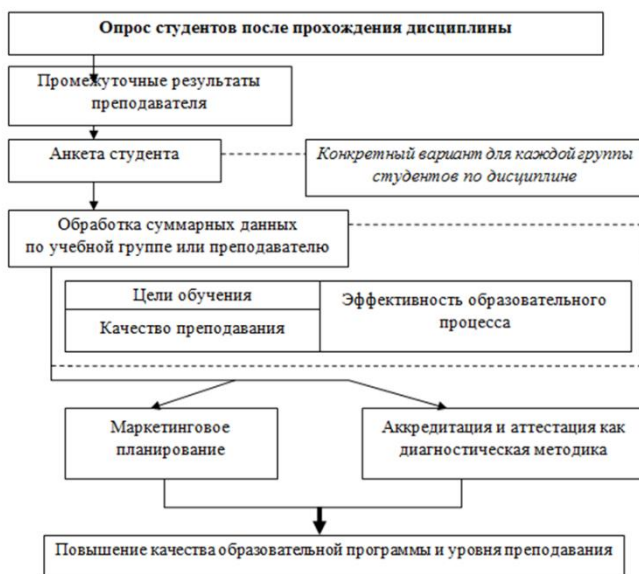 Опрос студентов после прохождения дисциплины
Промежуточные результаты
преподавателя
Анкета студента
Конкретный вариант для каждой группы
студентов по дисциплине
Обработка суммарных данных
по учебной группе или преподавателю
Цели обучения
Качество преподавания
Эффективность образовательного
процесса
Маркетинговое
планирование
Аккредитация и аттестация как
диагностическая методика
Повышение качества образовательной программы и уровня преподавания